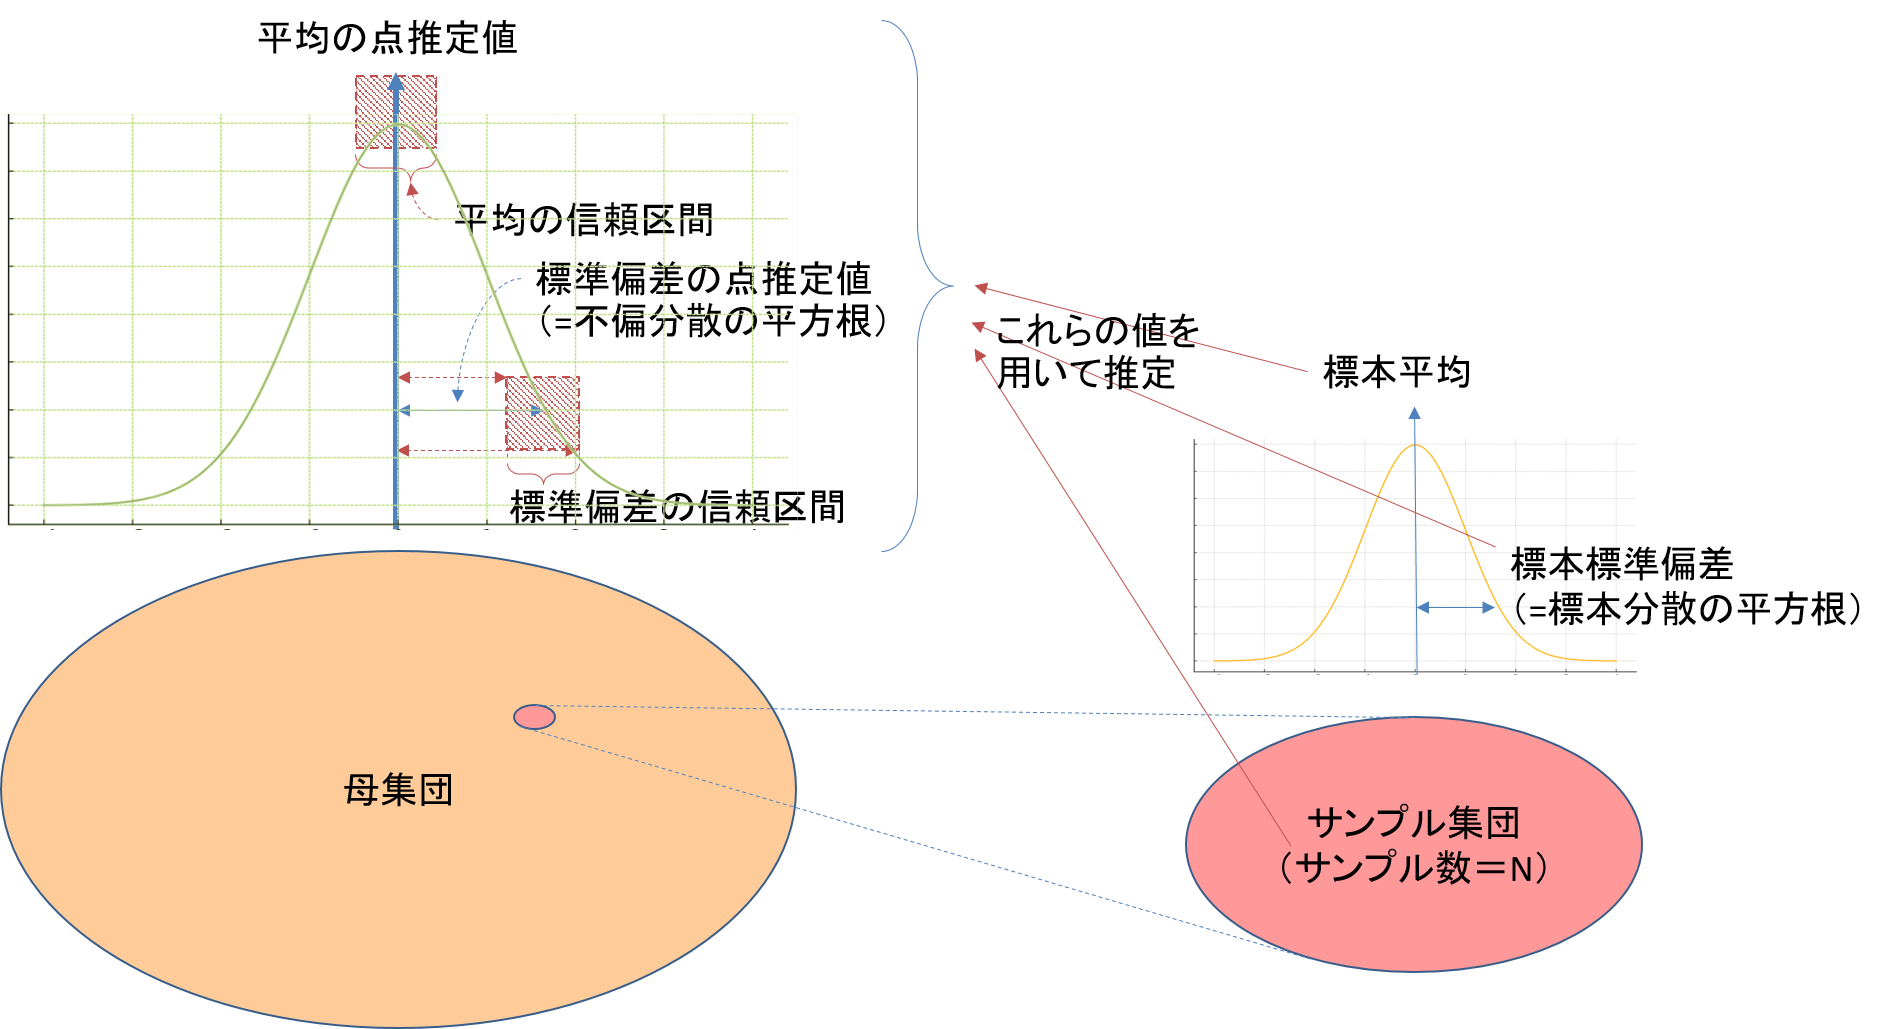 平均の点推定値
平均の信頼区間
標準偏差の点推定値
（=不偏分散の平方根）
標準偏差の信頼区間
これらの値を
用いて推定
標本平均
標本標準偏差
（=標本分散の平方根）
母集団
サンプル集団
（サンプル数＝N）